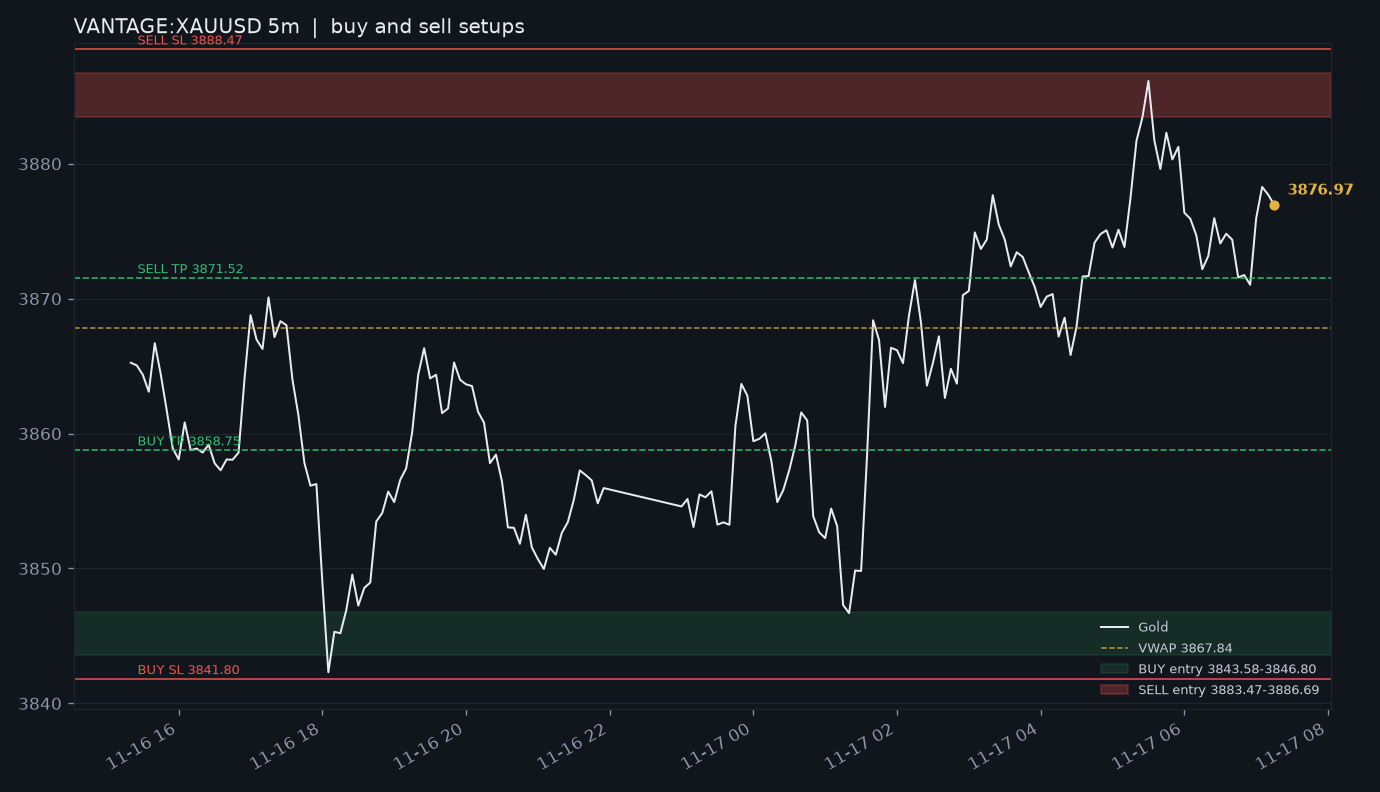 VANTAGE:XAUUSD 5m | buy and sell setups
SELL SL 3888.47
3880
3876.97
SELL TP 3871.52
3870
3860
BUY TP 3858.75
3850
Gold
VWAP 3867.84
BUY SL 3841.80
BUY entry 3843.58-3846.80
SELL entry 3883.47-3886.69
3840
11-16 16
11-16 18
11-16 20
11-16 22
11-17 00
11-17 02
11-17 04
11-17 06
11-17 08